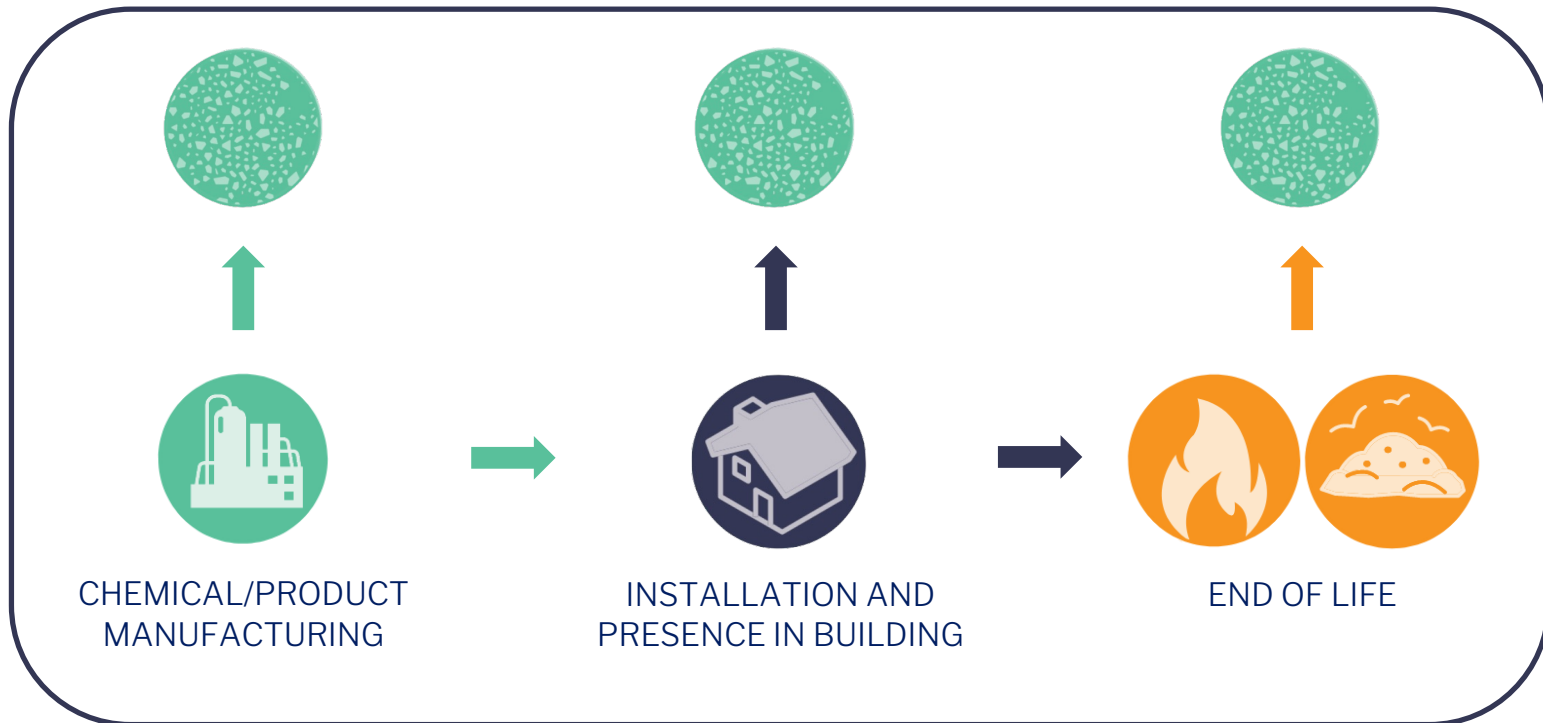 CHEMICAL/PRODUCT
MANUFACTURING
INSTALLATION AND
PRESENCE IN BUILDING
END OF LIFE